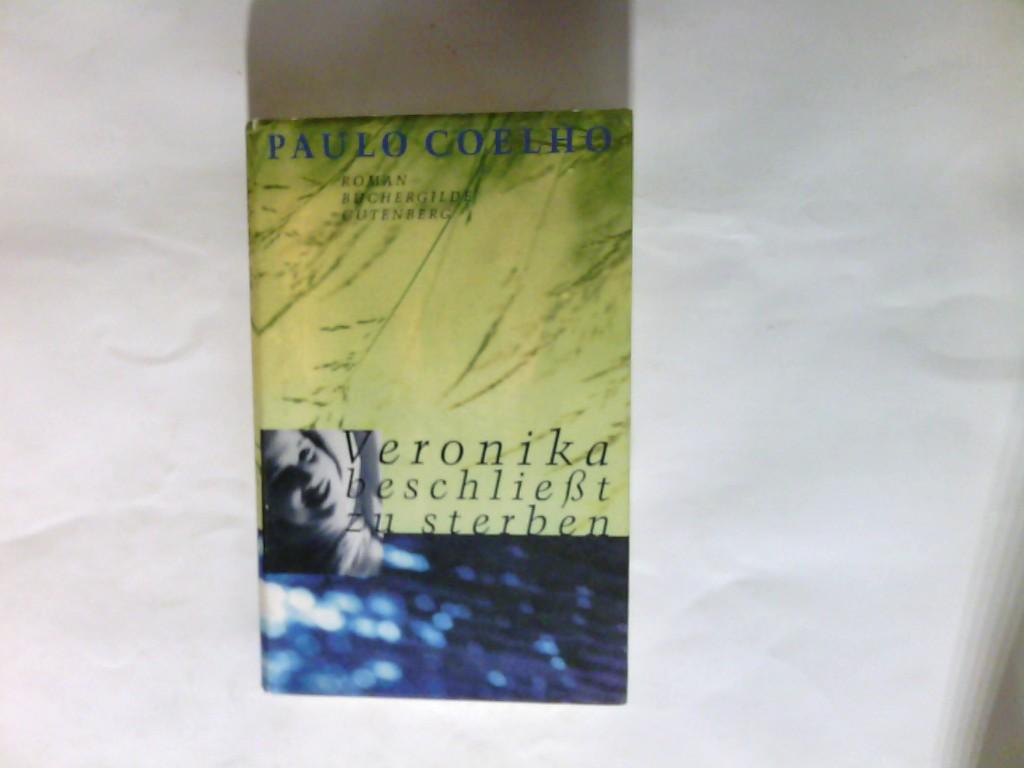 PAULO COELHO
ROMAN
BÜCHERGILDE
GUTENBERG
Veronika
beschließt
zu sterben